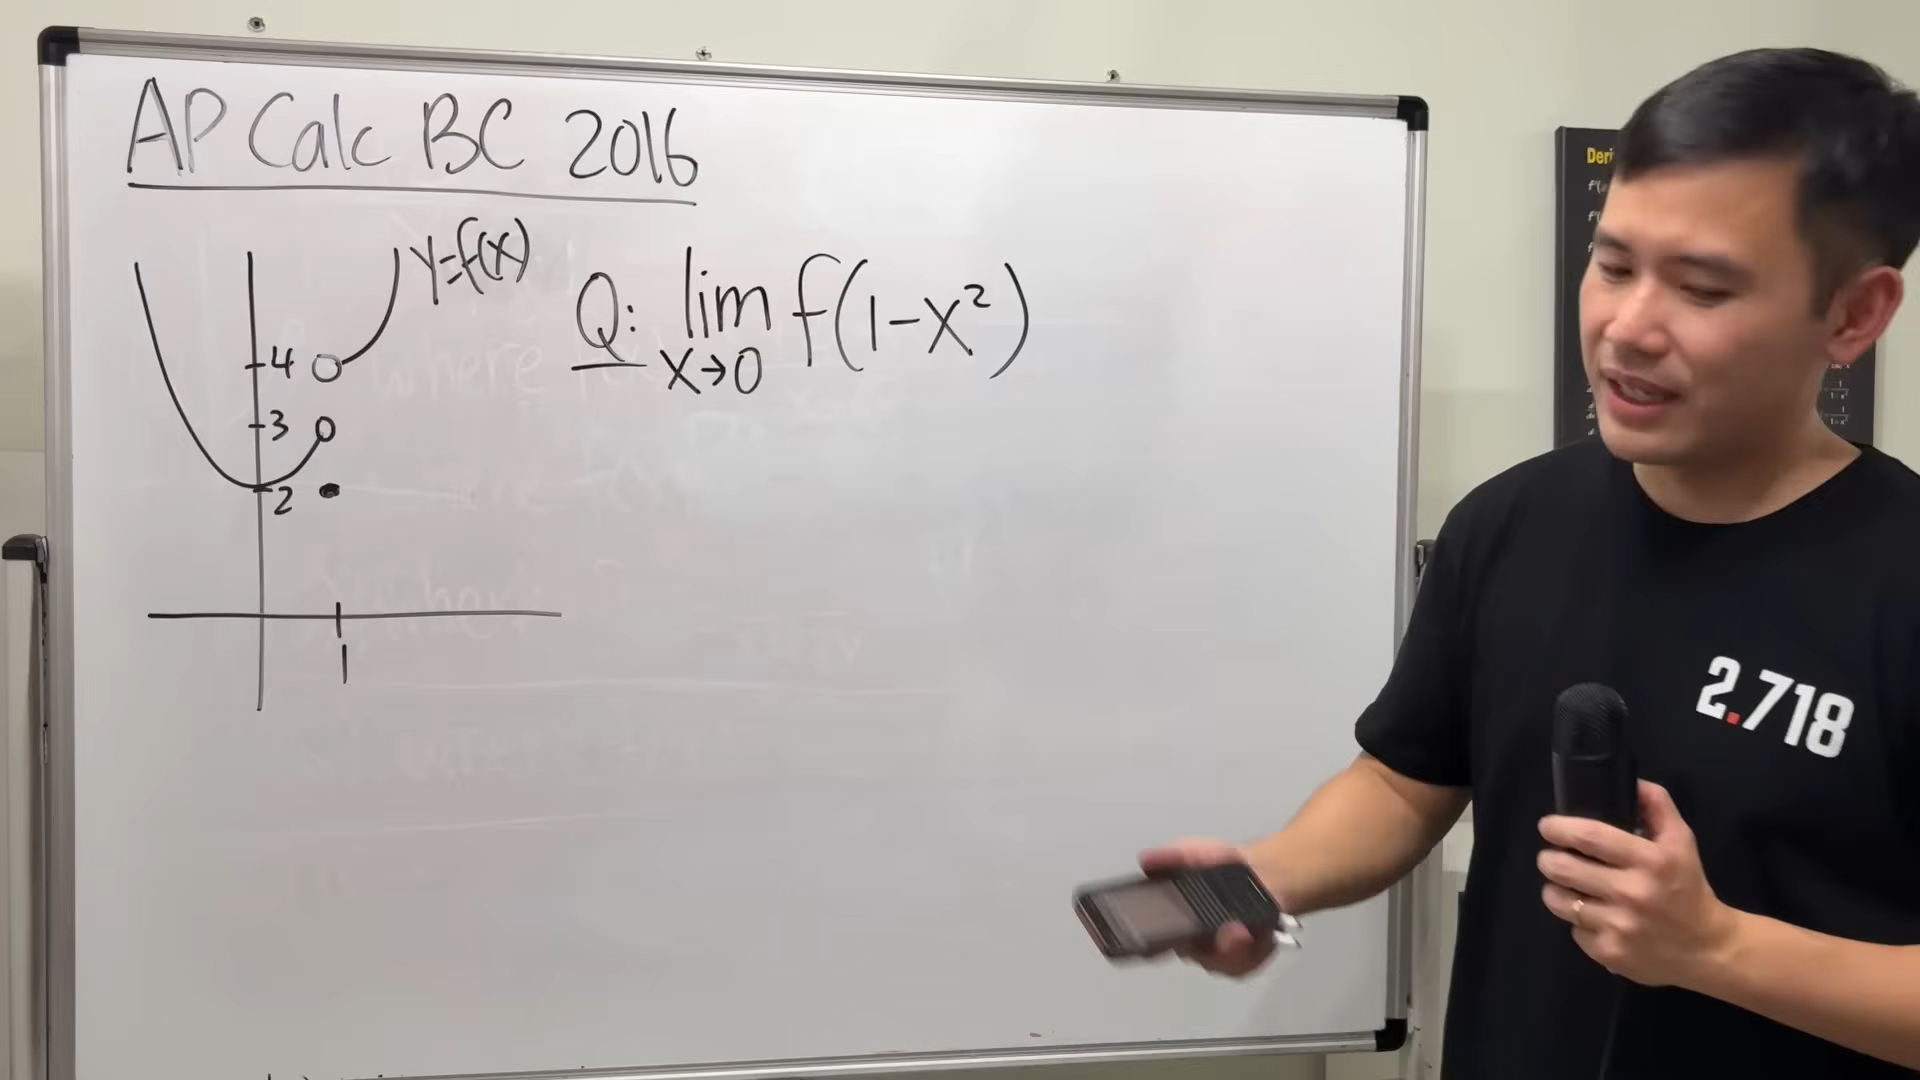 AP Calc BC 2016
y=f(x)
Q: lim f(1-x²)
x→0
4
3
2
1
2.718